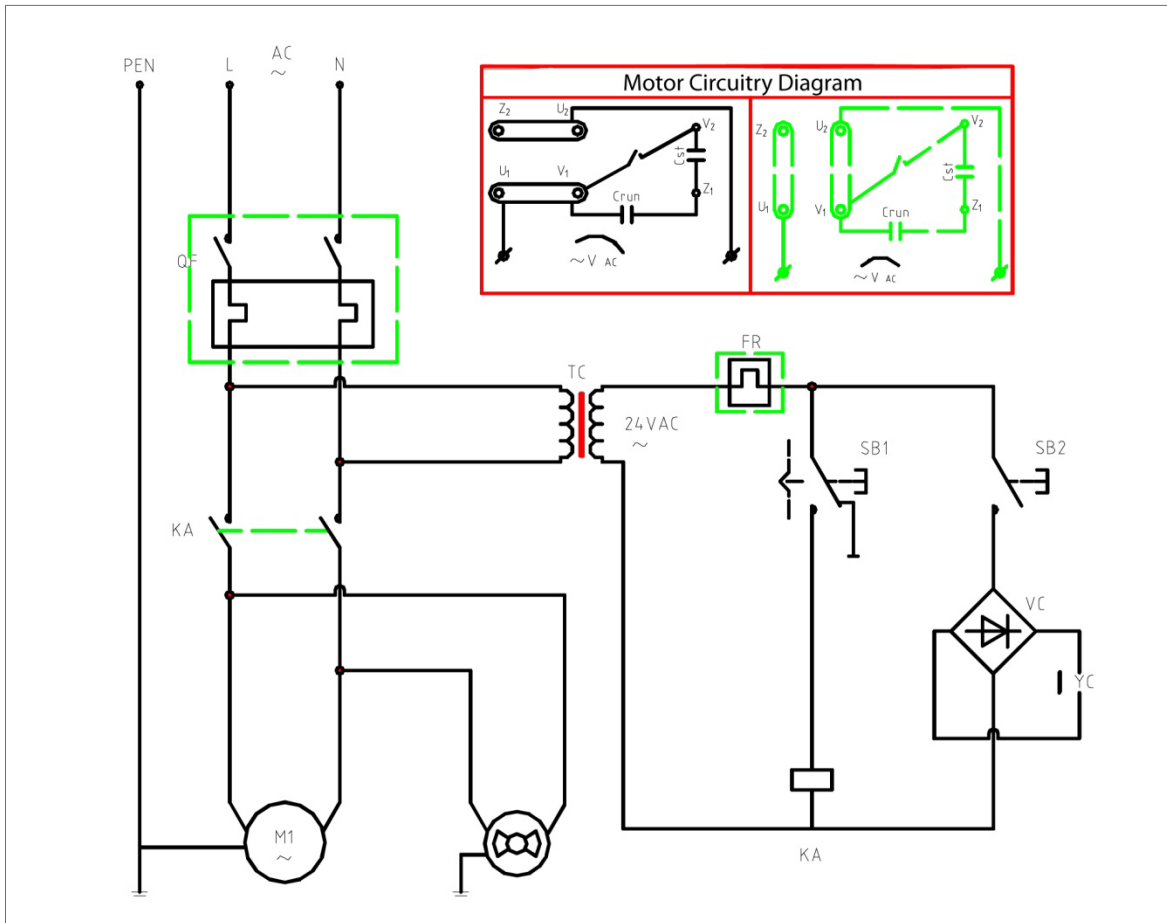 PEN L AC ~ N
Motor Circuitry Diagram
Z2 U2 V2
Cst
U1 V1 Z1
Crun
~V AC
Z2 U2 V2
Cst
U1 V1 Z1
Crun
~V AC
QF
TC
24VAC
~
FR
SB1
SB2
KA
VC
YC
M1
~
KA